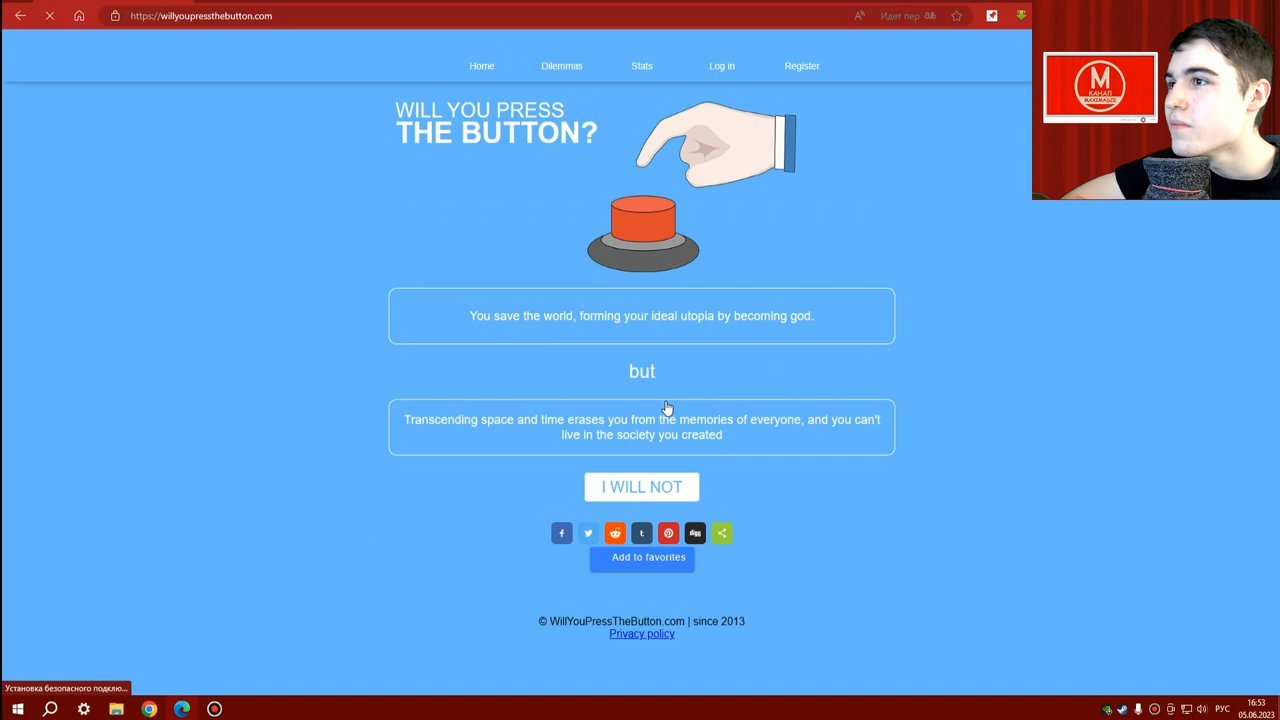 https://willyoupressthebutton.com
Идет пер
Home
Dilemmas
Stats
Log in
Register
WILL YOU PRESS
THE BUTTON?
M
КАНАЛ
MAXIMADZE
You save the world, forming your ideal utopia by becoming god.
but
Transcending space and time erases you from the memories of everyone, and you can't
live in the society you created
I WILL NOT
digg
Add to favorites
© WillYouPressTheButton.com | since 2013
Privacy policy
Установка безопасного подклю...
РУС
16:53
05.06.2023